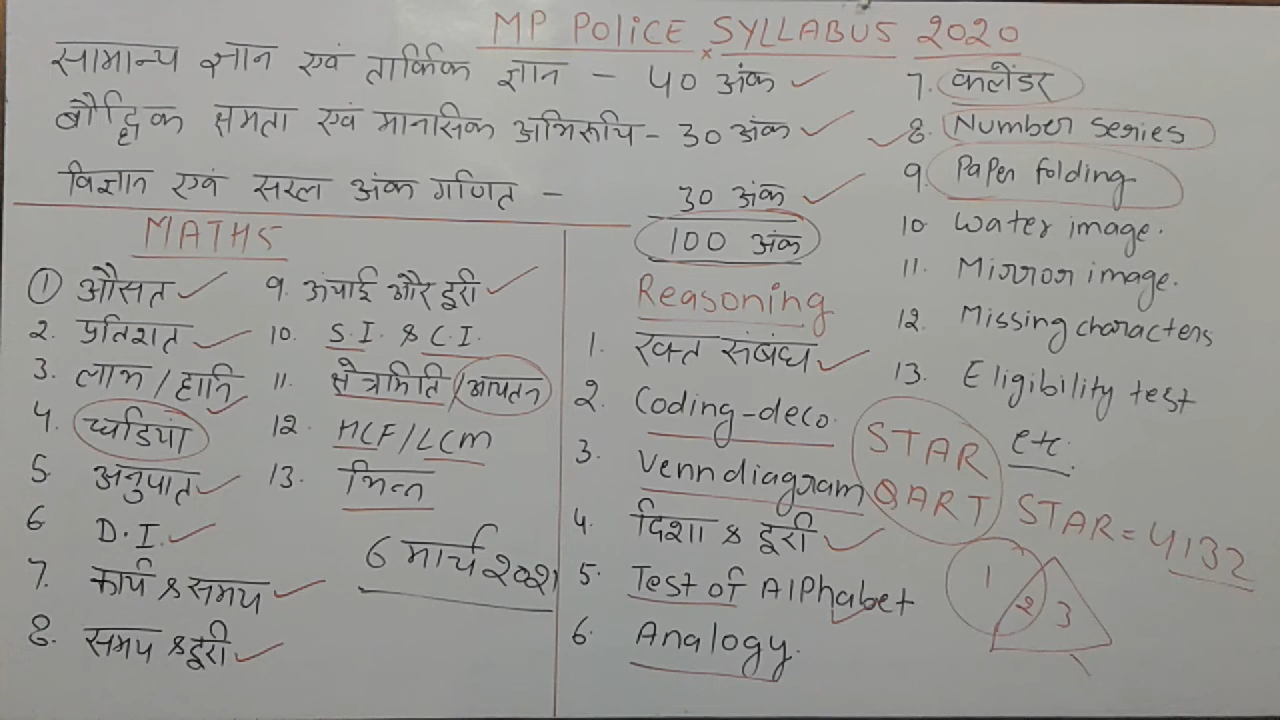 MP POLiCE SYLLABUS 2020
सामान्य ज्ञान एवं तार्किक ज्ञान - 40 अंक
बौद्धिक क्षमता एवं मानसिक अभिरूचि - 30 अंक
विज्ञान एवं सरल अंक गणित - 30 अंक
100 अंक
MATHS
① औसत
2. प्रतिशत
3. लाभ / हानि
4. घड़िया
5 अनुपात
6 D.I.
7. कार्य & समय
8. समय & दूरी
9. ऊंचाई और दूरी
10. S.I. & C.I.
11. क्षेत्रमिति / आयतन
12. HCF/LCM
13. भिन्न
6 मार्च 2021
Reasoning
1. रक्त संबंध
2. Coding-deco.
3. Venn diagram
4. दिशा & दूरी
5. Test of Alphabet
6. Analogy.
7. कलेंडर
8. Number series
9. Paper folding
10 Water image.
11. Mirror image.
12. Missing characters
13. Eligibility test
etc.
STAR
QART
STAR = 4132
1 2 3